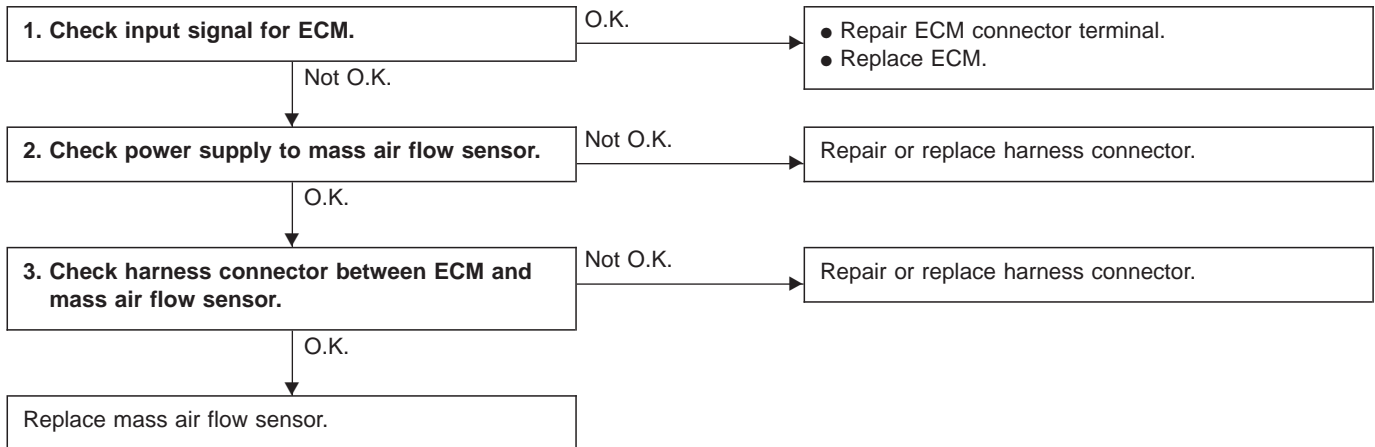 1. Check input signal for ECM.
O.K.
● Repair ECM connector terminal.
● Replace ECM.
Not O.K.
2. Check power supply to mass air flow sensor.
Not O.K.
Repair or replace harness connector.
O.K.
3. Check harness connector between ECM and
mass air flow sensor.
Not O.K.
Repair or replace harness connector.
O.K.
Replace mass air flow sensor.